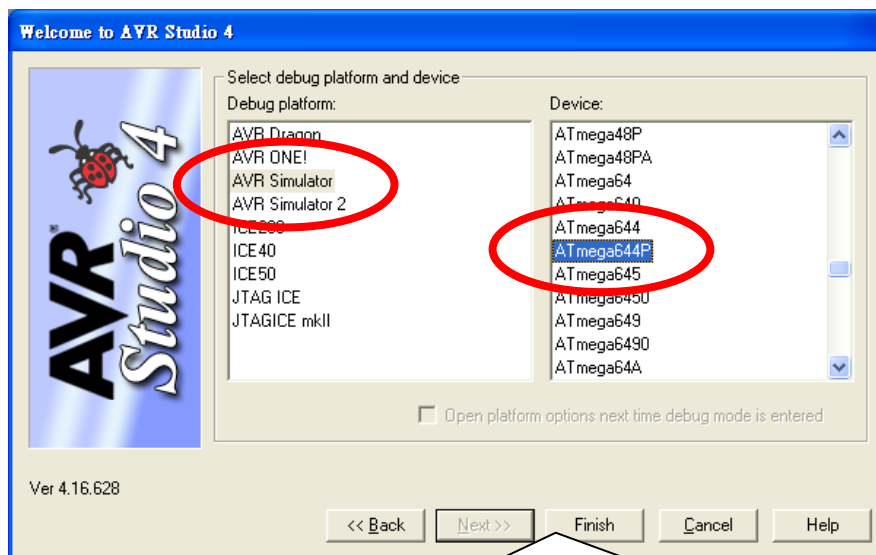 Welcome to AVR Studio 4
AVR Studio 4
Select debug platform and device
Debug platform:
AVR Dragon
AVR ONE!
AVR Simulator
AVR Simulator 2
ICE200
ICE40
ICE50
JTAG ICE
JTAGICE mkII
Device:
ATmega48P
ATmega48PA
ATmega64
ATmega640
ATmega644
ATmega644P
ATmega645
ATmega6450
ATmega649
ATmega6490
ATmega64A
Open platform options next time debug mode is entered
Ver 4.16.628
<< Back
Next >>
Finish
Cancel
Help